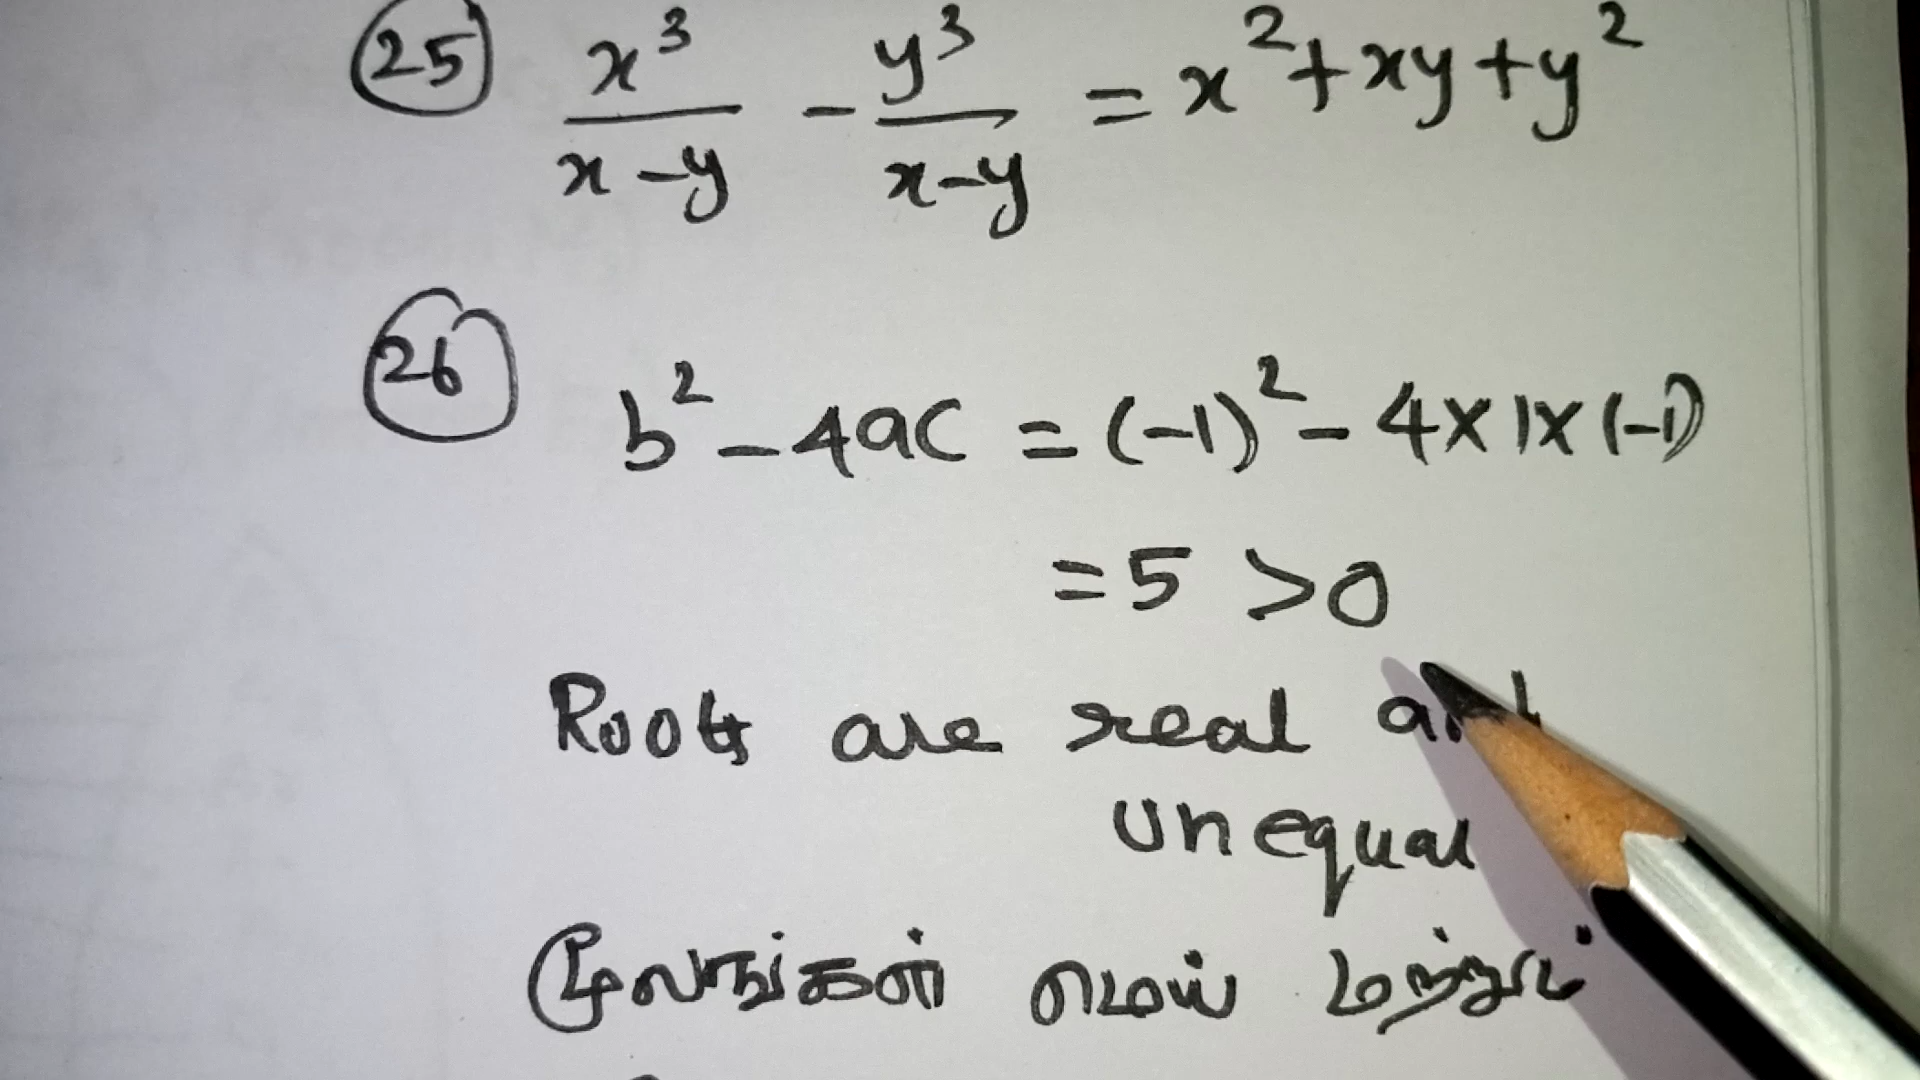 25 x³/(x-y) - y³/(x-y) = x²+xy+y²
26 b²-4ac = (-1)² - 4×1×(-1)
=5 >0
Roots are real and
unequal
மூலங்கள் மெய் மற்றும்